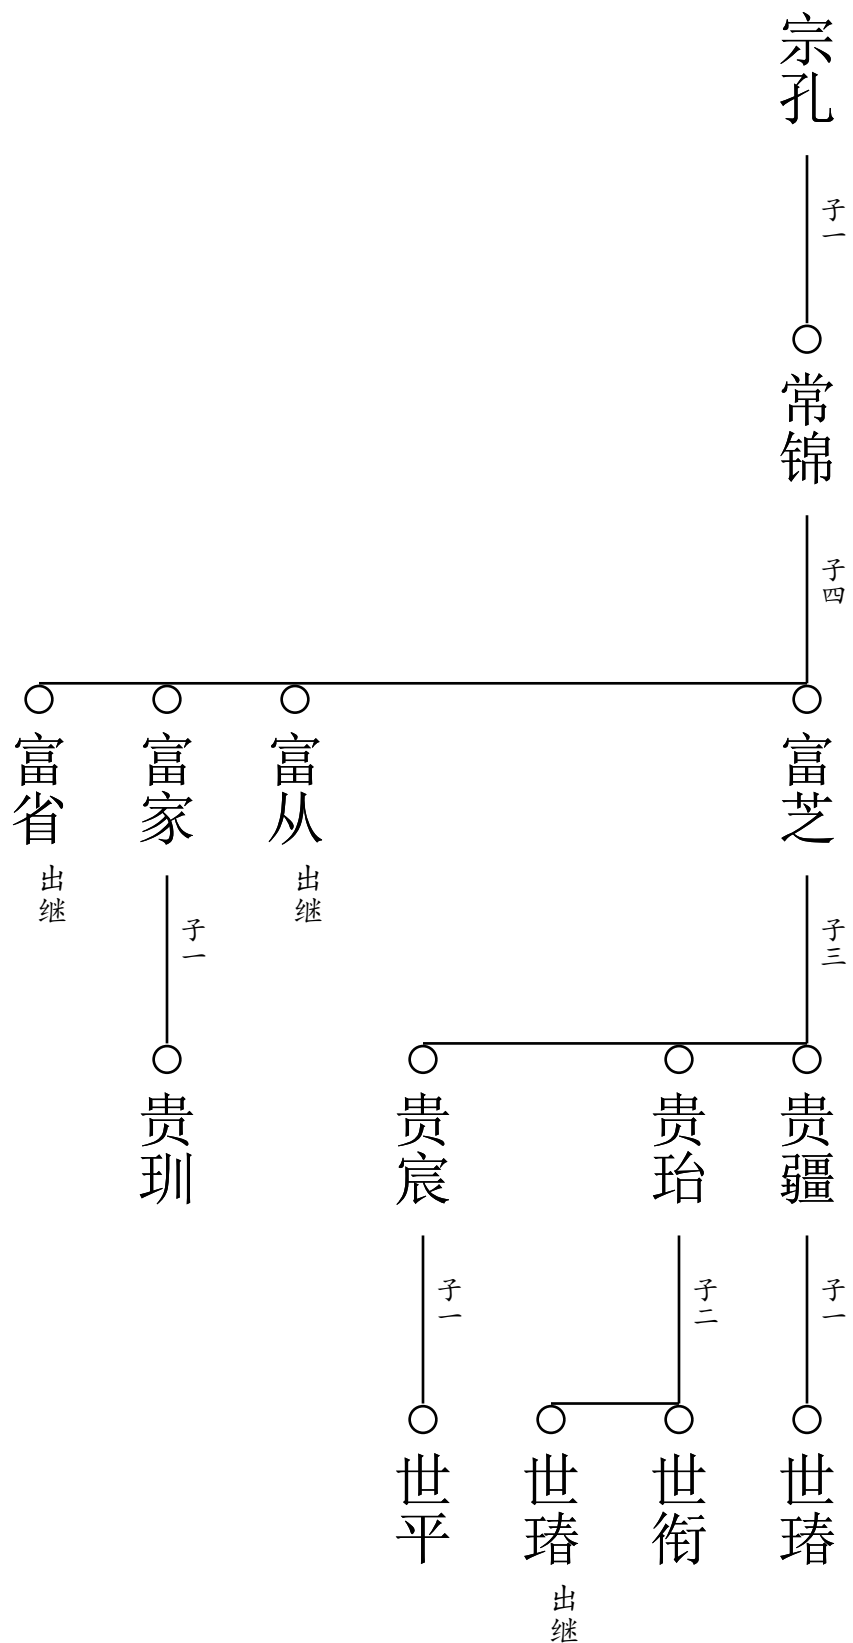 宗孔
子一
常锦
子四
富芝
富从
出继
富家
富省
出继
子三
子一
贵疆
贵珆
贵宸
贵玔
子一
子二
子一
世瑃
世衔
世瑃
出继
世平